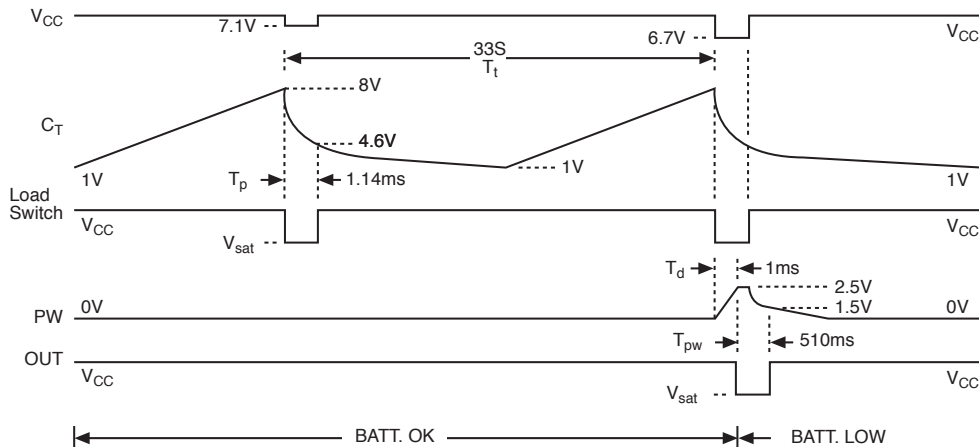 VCC
7.1V
6.7V
VCC
33S
Tt
8V
CT
4.6V
1V
Tp
1.14ms
1V
1V
Load
Switch
VCC
Vsat
VCC
Td
1ms
2.5V
PW
0V
1.5V
0V
Tpw
510ms
OUT
VCC
VCC
Vsat
BATT. OK
BATT. LOW